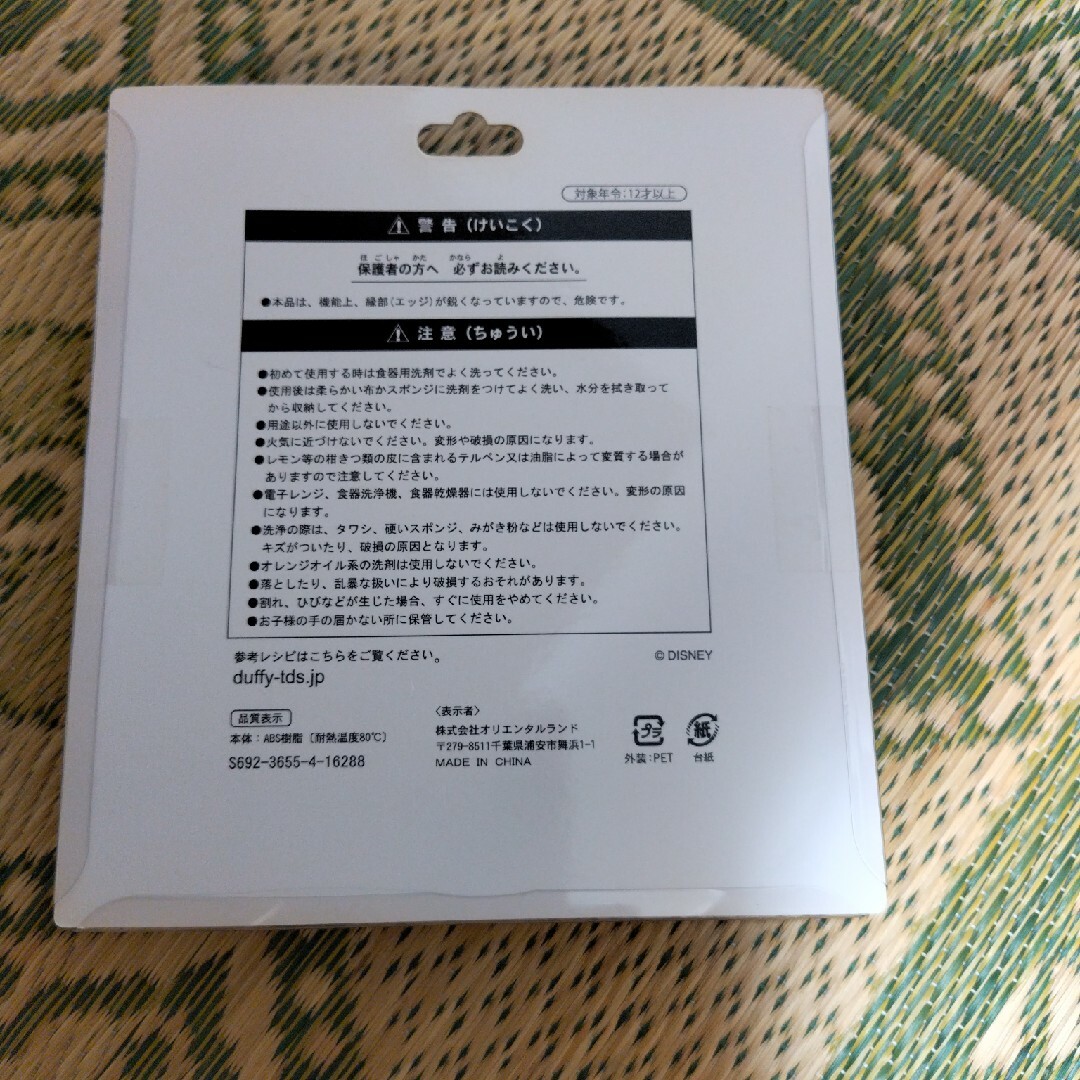 対象年令:12才以上
警告(けいこく)
ほごしゃ かた かなら よ
保護者の方へ 必ずお読みください。
●本品は、機能上、縁部(エッジ)が鋭くなっていますので、危険です。
注意(ちゅうい)
●初めて使用する時は食器用洗剤でよく洗ってください。
●使用後は柔らかい布かスポンジに洗剤をつけてよく洗い、水分を拭き取って
から収納してください。
●用途以外に使用しないでください。
●火気に近づけないでください。変形や破損の原因になります。
●レモン等の柑きつ類の皮に含まれるテルペン又は油脂によって変質する場合が
ありますので注意してください。
●電子レンジ、食器洗浄機、食器乾燥器には使用しないでください。変形の原因
になります。
●洗浄の際は、タワシ、硬いスポンジ、みがき粉などは使用しないでください。
キズがついたり、破損の原因となります。
●オレンジオイル系の洗剤は使用しないでください。
●落としたり、乱暴な扱いにより破損するおそれがあります。
●割れ、ひびなどが生じた場合、すぐに使用をやめてください。
●お子様の手の届かない所に保管してください。
参考レシピはこちらをご覧ください。
duffy-tds.jp
© DISNEY
品質表示
本体:ABS樹脂〔耐熱温度80℃〕
S692-3655-4-16288
〈表示者〉
株式会社オリエンタルランド
〒279-8511千葉県浦安市舞浜1-1
MADE IN CHINA
プラ
外装:PET
紙
台紙